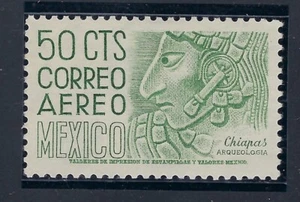 50 CTS
CORREO
AEREO
MEXICO
Chiapas
ARQUEOLOGIA
TALLERES DE IMPRESION DE ESTAMPILLAS Y VALORES MEXICO.